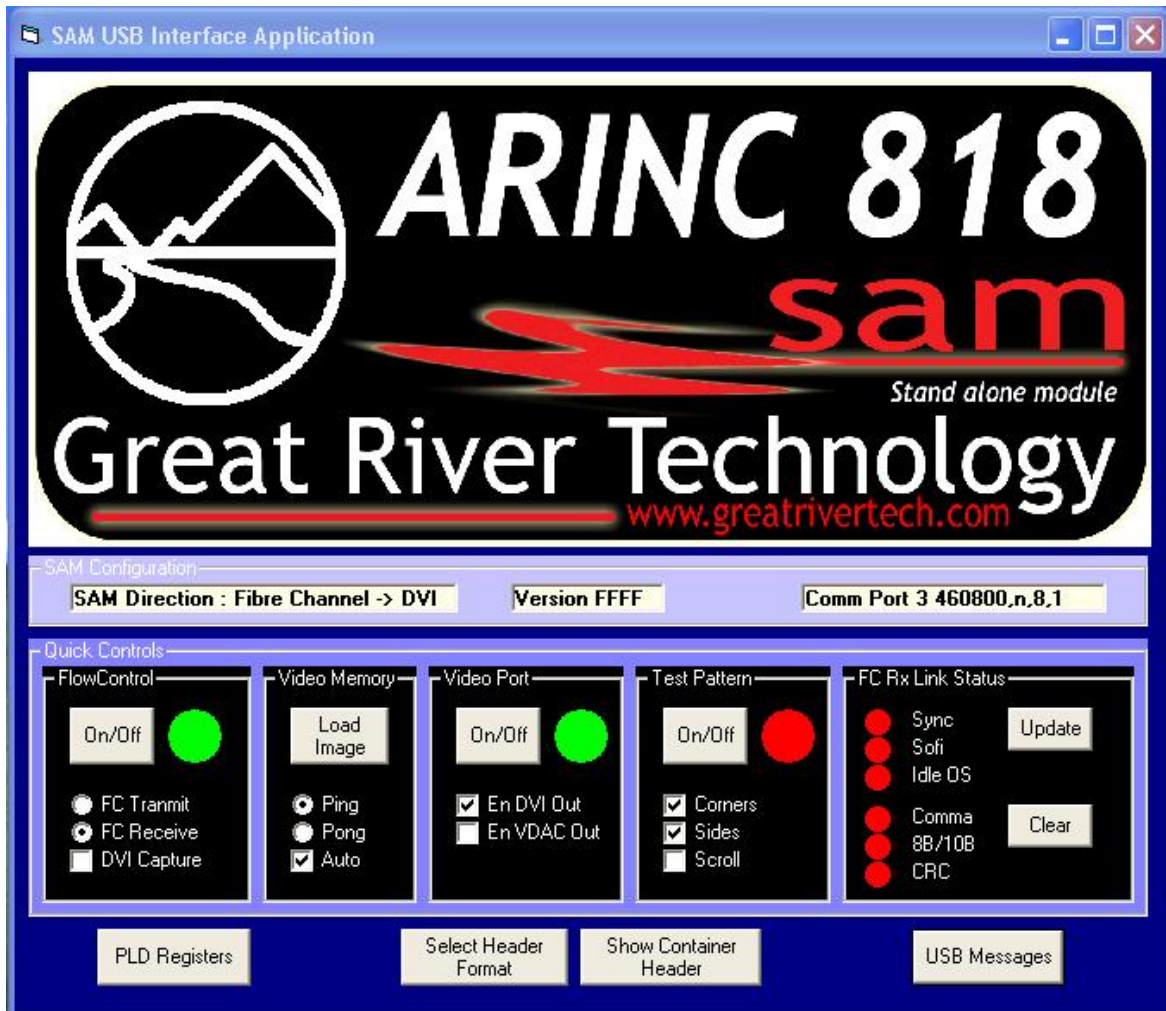 SAM USB Interface Application
ARINC 818
sam
Stand alone module
Great River Technology
www.greatrivertech.com
SAM Configuration
SAM Direction : Fibre Channel -> DVI
Version FFFF
Comm Port 3 460800,n,8,1
Quick Controls
FlowControl
On/Off
FC Tranmit
FC Receive
DVI Capture
Video Memory
Load
Image
Ping
Pong
Auto
Video Port
On/Off
En DVI Out
En VDAC Out
Test Pattern
On/Off
Corners
Sides
Scroll
FC Rx Link Status
Sync
Sofi
Idle OS
Update
Comma
8B/10B
CRC
Clear
PLD Registers
Select Header
Format
Show Container
Header
USB Messages